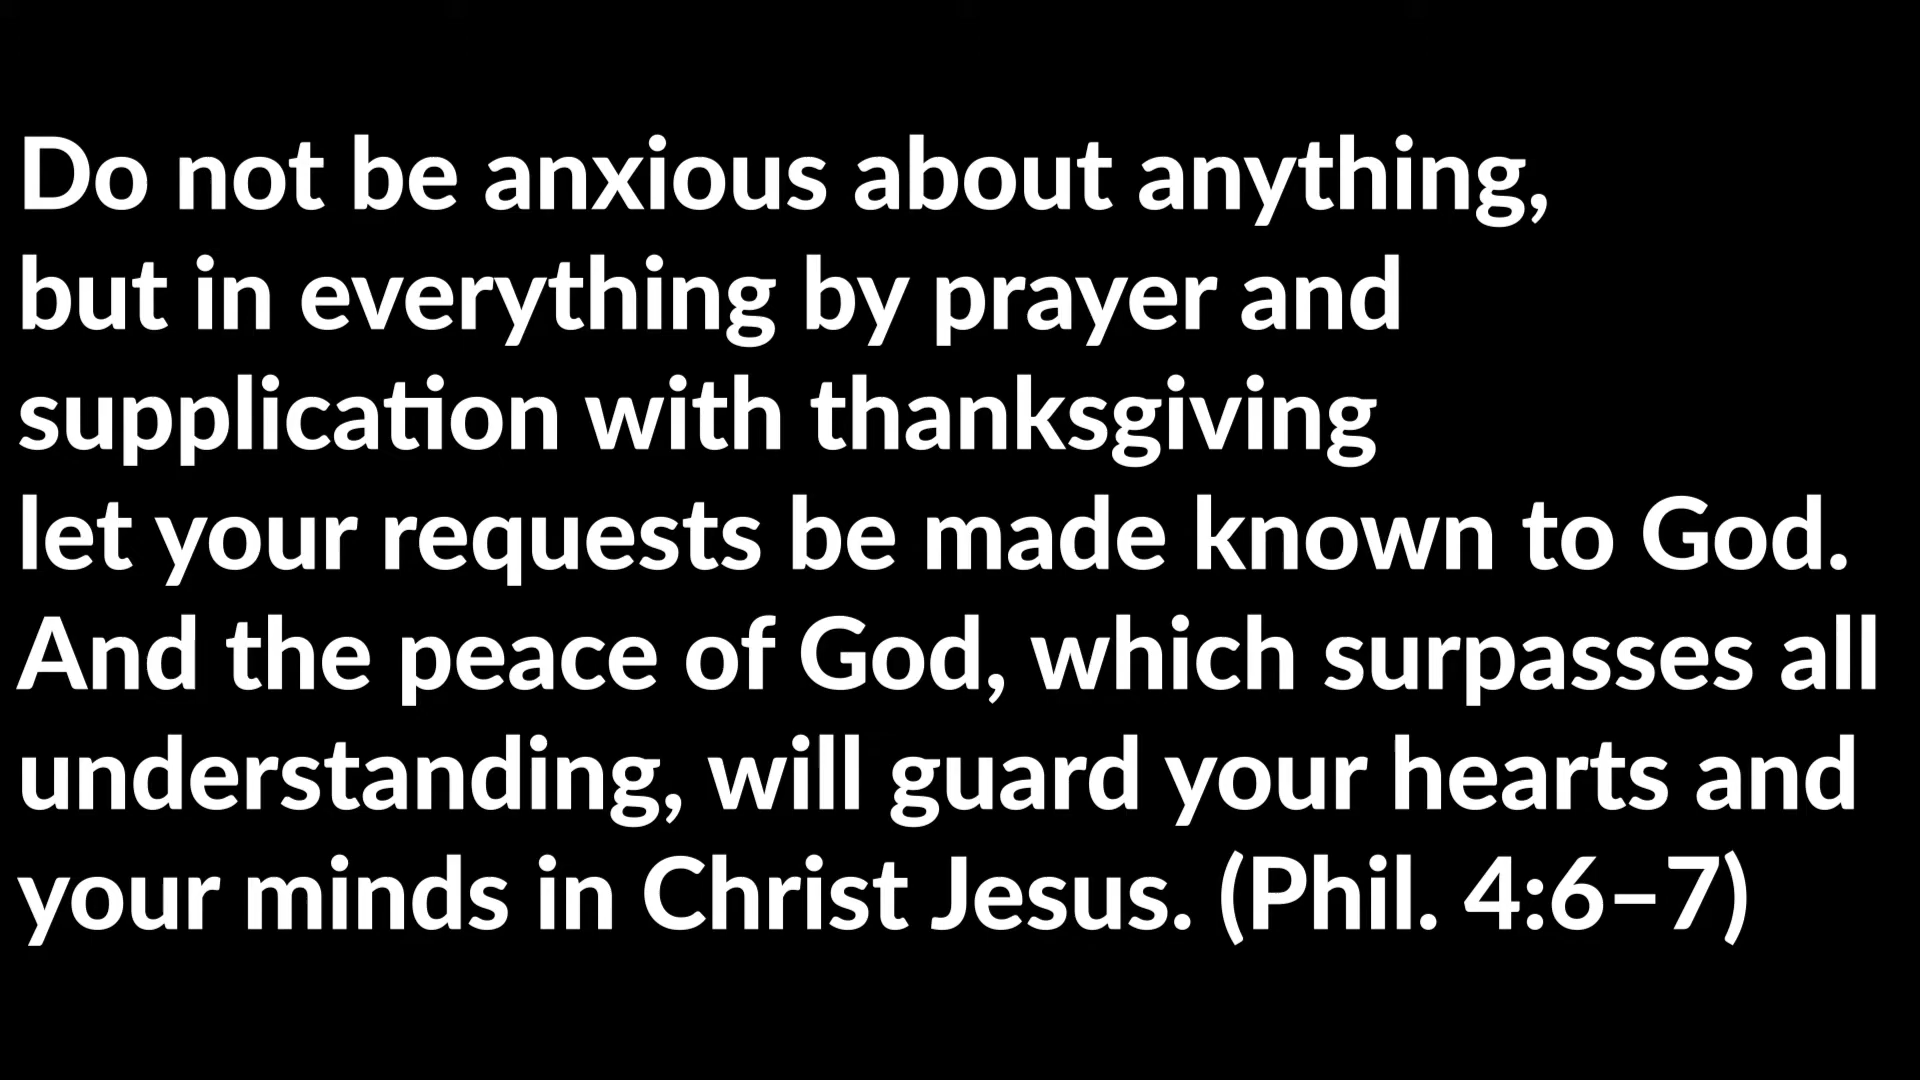 Do not be anxious about anything,
but in everything by prayer and
supplication with thanksgiving
let your requests be made known to God.
And the peace of God, which surpasses all
understanding, will guard your hearts and
your minds in Christ Jesus. (Phil. 4:6–7)